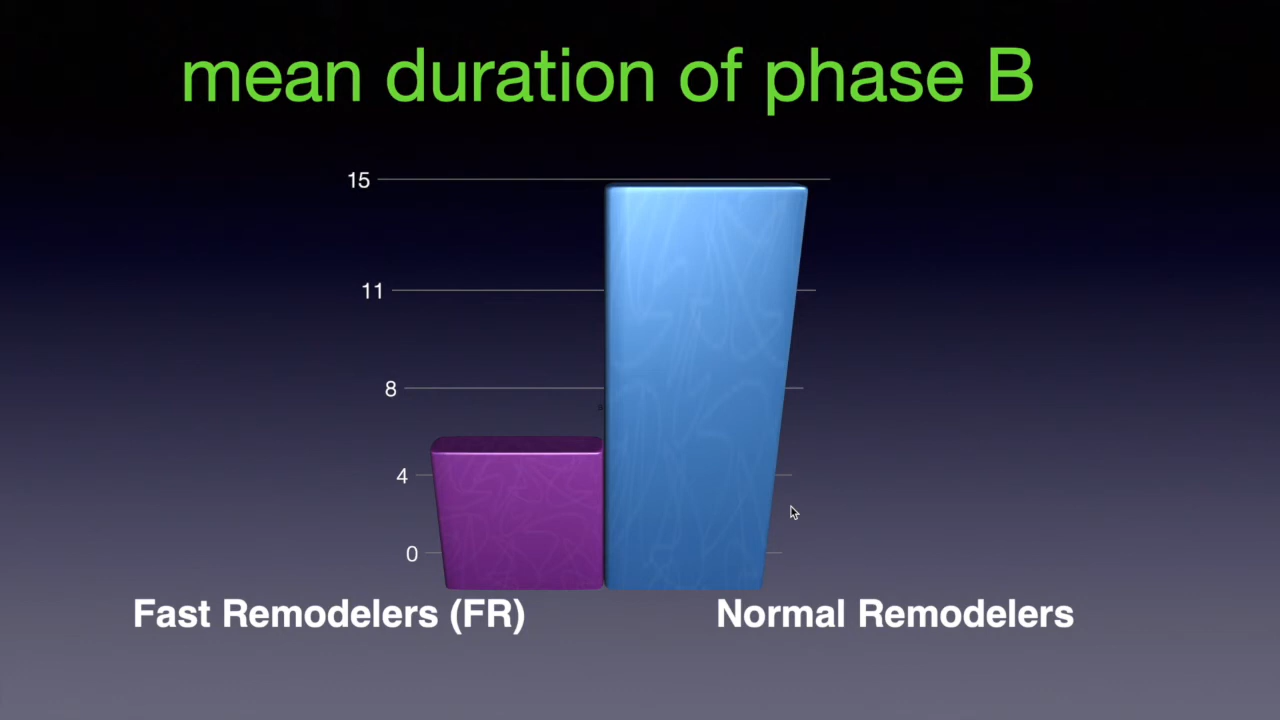 mean duration of phase B
15
11
8
4
0
Fast Remodelers (FR)
Normal Remodelers